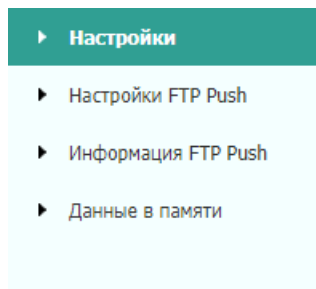 Настройки
Настройки FTP Push
Информация FTP Push
Данные в памяти